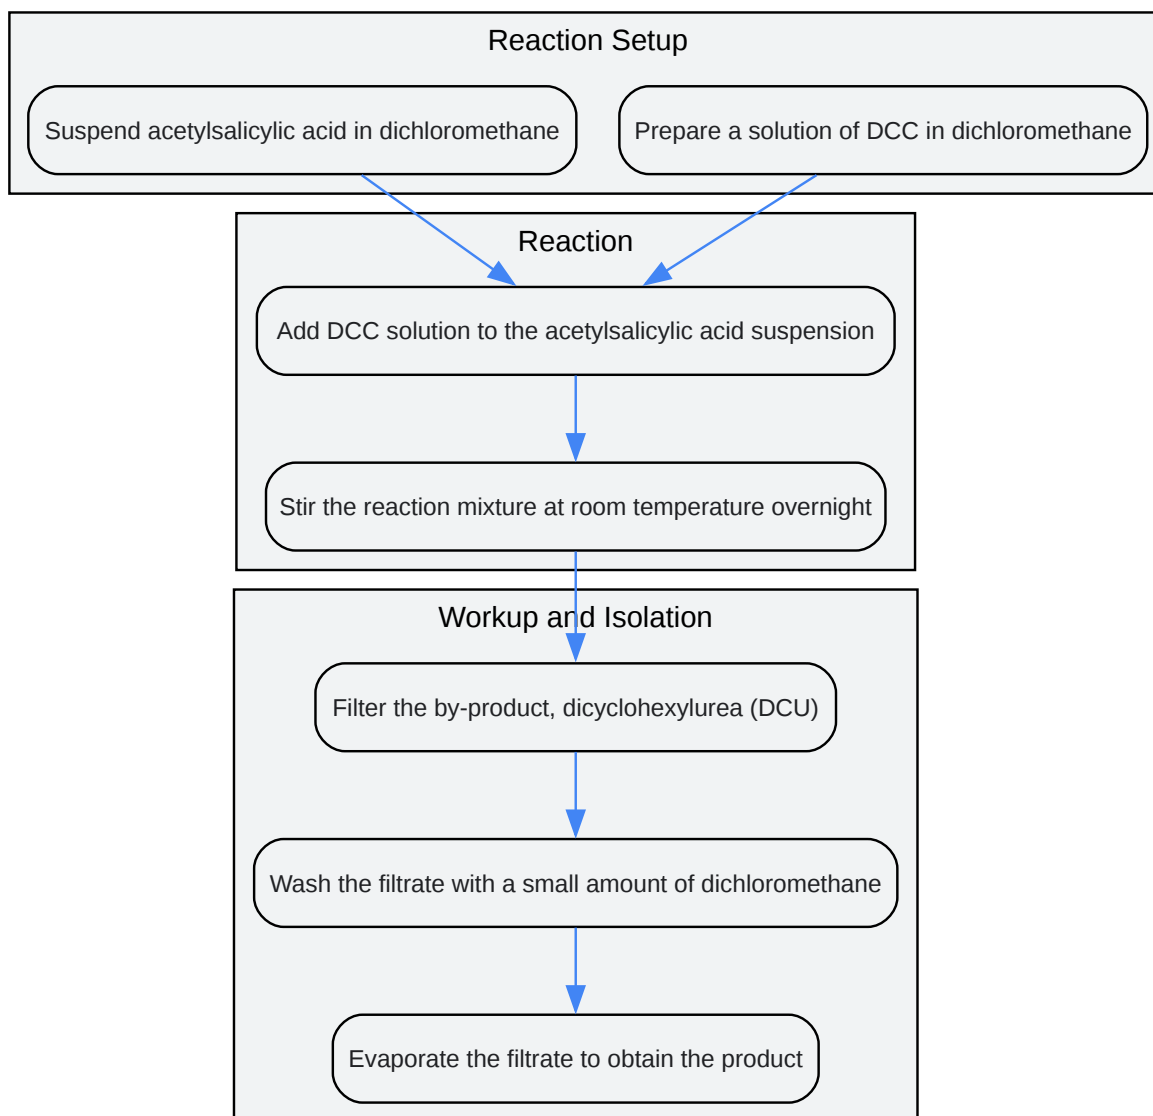 Reaction Setup
Suspend acetylsalicylic acid in dichloromethane
Prepare a solution of DCC in dichloromethane
Reaction
Add DCC solution to the acetylsalicylic acid suspension
Stir the reaction mixture at room temperature overnight
Workup and Isolation
Filter the by-product, dicyclohexylurea (DCU)
Wash the filtrate with a small amount of dichloromethane
Evaporate the filtrate to obtain the product